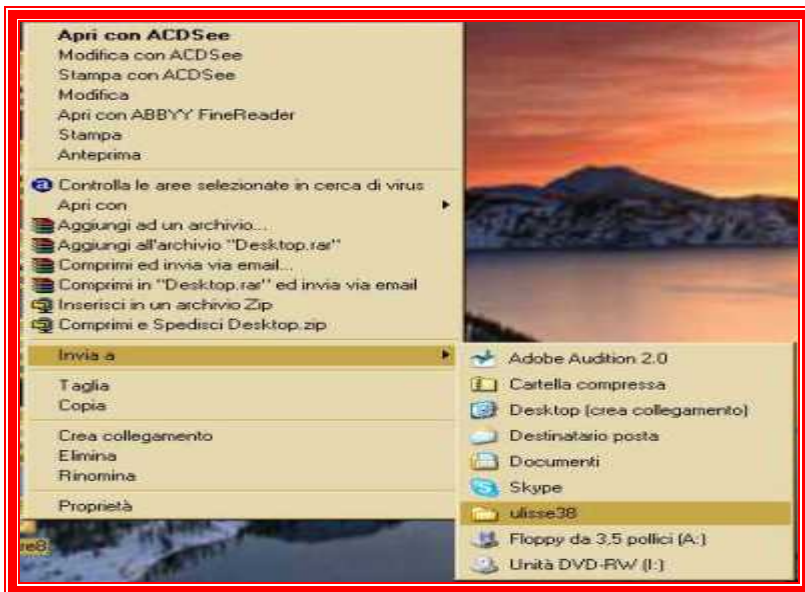 Apri con ACDSee
Modifica con ACDSee
Stampa con ACDSee
Modifica
Apri con ABBYY FineReader
Stampa
Anteprima
Controlla le aree selezionate in cerca di virus
Apri con
Aggiungi ad un archivio...
Aggiungi all'archivio "Desktop.rar"
Comprimi ed invia via email...
Comprimi in "Desktop.rar" ed invia via email
Inserisci in un archivio Zip
Comprimi e Spedisci Desktop.zip
Invia a
Taglia
Copia
Crea collegamento
Elimina
Rinomina
Proprietà
Adobe Audition 2.0
Cartella compressa
Desktop (crea collegamento)
Destinatario posta
Documenti
Skype
ulisse38
Floppy da 3,5 pollici (A:)
Unità DVD-RW (I:)